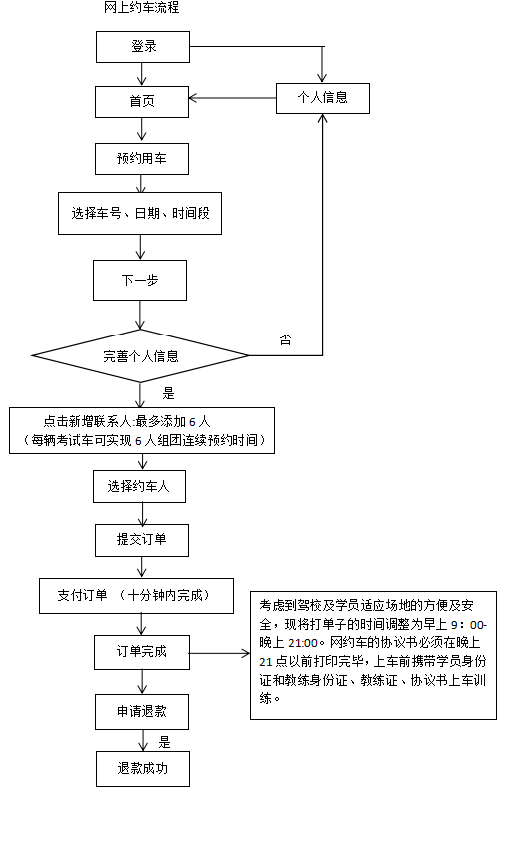 网上约车流程
登录
个人信息
首页
预约用车
选择车号、日期、时间段
下一步
完善个人信息
否
是
点击新增联系人:最多添加 6 人
（每辆考试车可实现 6 人组团连续预约时间）
选择约车人
提交订单
支付订单 （十分钟内完成）
订单完成
考虑到驾校及学员适应场地的方便及安
全，现将打单子的时间调整为早上 9：00-
晚上 21:00。网约车的协议书必须在晚上
21 点以前打印完毕，上车前携带学员身份
证和教练身份证、教练证、协议书上车训
练。
申请退款
是
退款成功